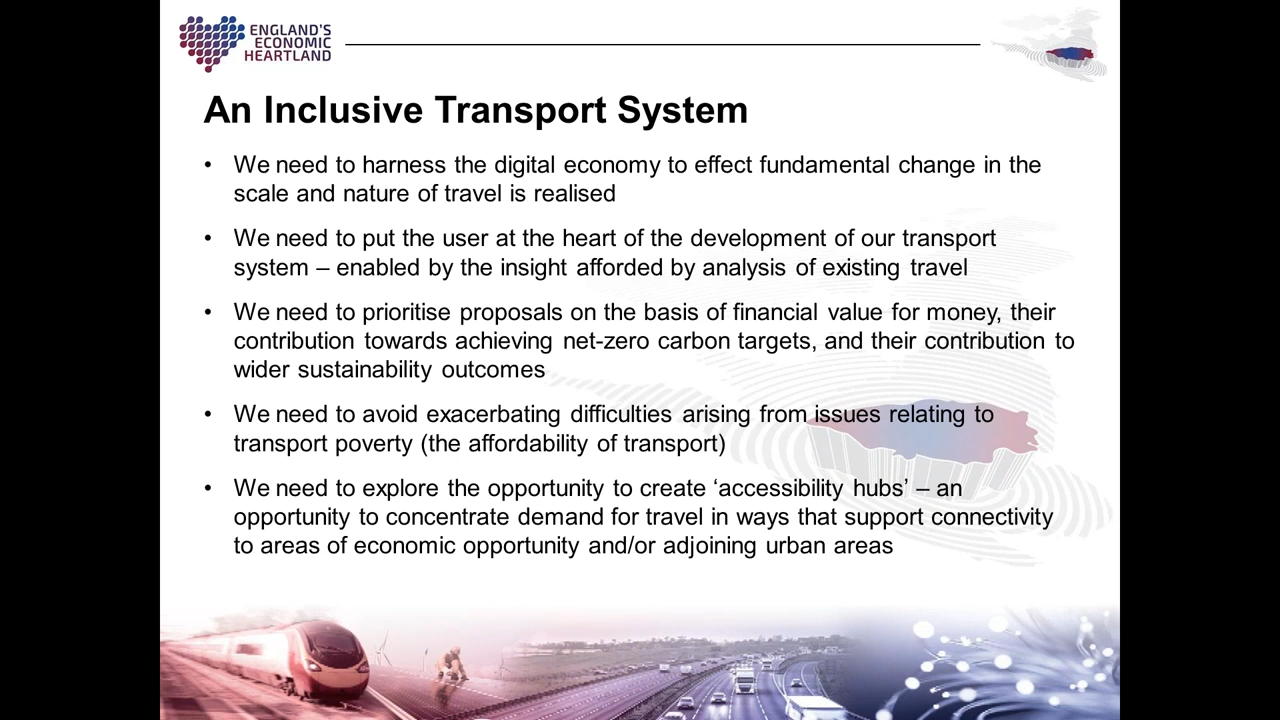 ENGLAND'S
ECONOMIC
HEARTLAND
An Inclusive Transport System
• We need to harness the digital economy to effect fundamental change in the
scale and nature of travel is realised
• We need to put the user at the heart of the development of our transport
system – enabled by the insight afforded by analysis of existing travel
• We need to prioritise proposals on the basis of financial value for money, their
contribution towards achieving net-zero carbon targets, and their contribution to
wider sustainability outcomes
• We need to avoid exacerbating difficulties arising from issues relating to
transport poverty (the affordability of transport)
• We need to explore the opportunity to create ‘accessibility hubs’ – an
opportunity to concentrate demand for travel in ways that support connectivity
to areas of economic opportunity and/or adjoining urban areas